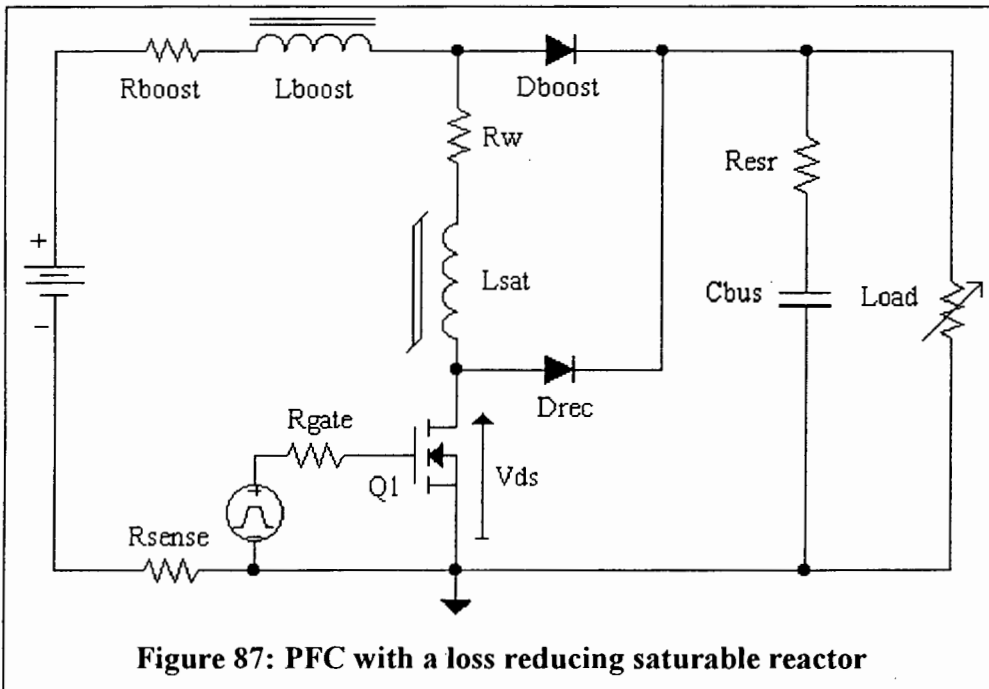 Rboost Lboost Dboost
Rw
Resr
+
Lsat
Cbus Load
−
Drec
Rgate
Q1 Vds
Rsense
Figure 87: PFC with a loss reducing saturable reactor